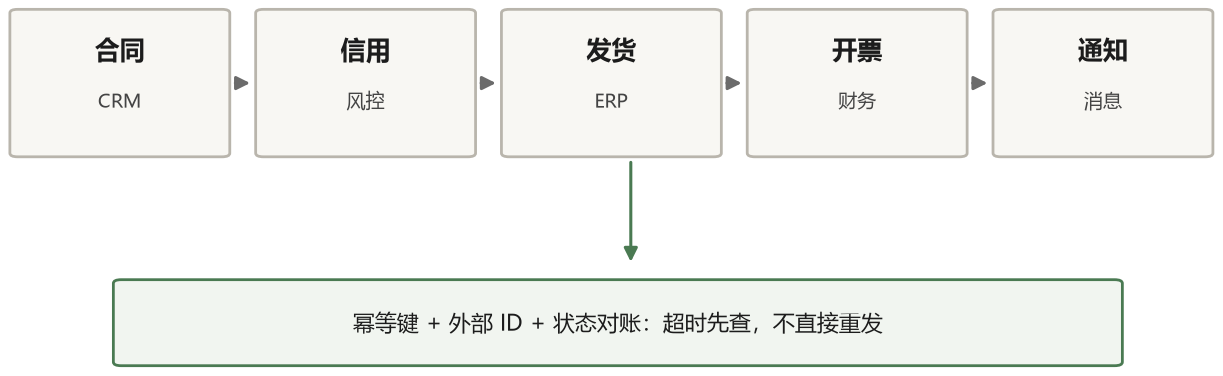 合同
CRM
信用
风控
发货
ERP
开票
财务
通知
消息
幂等键 + 外部 ID + 状态对账：超时先查，不直接重发